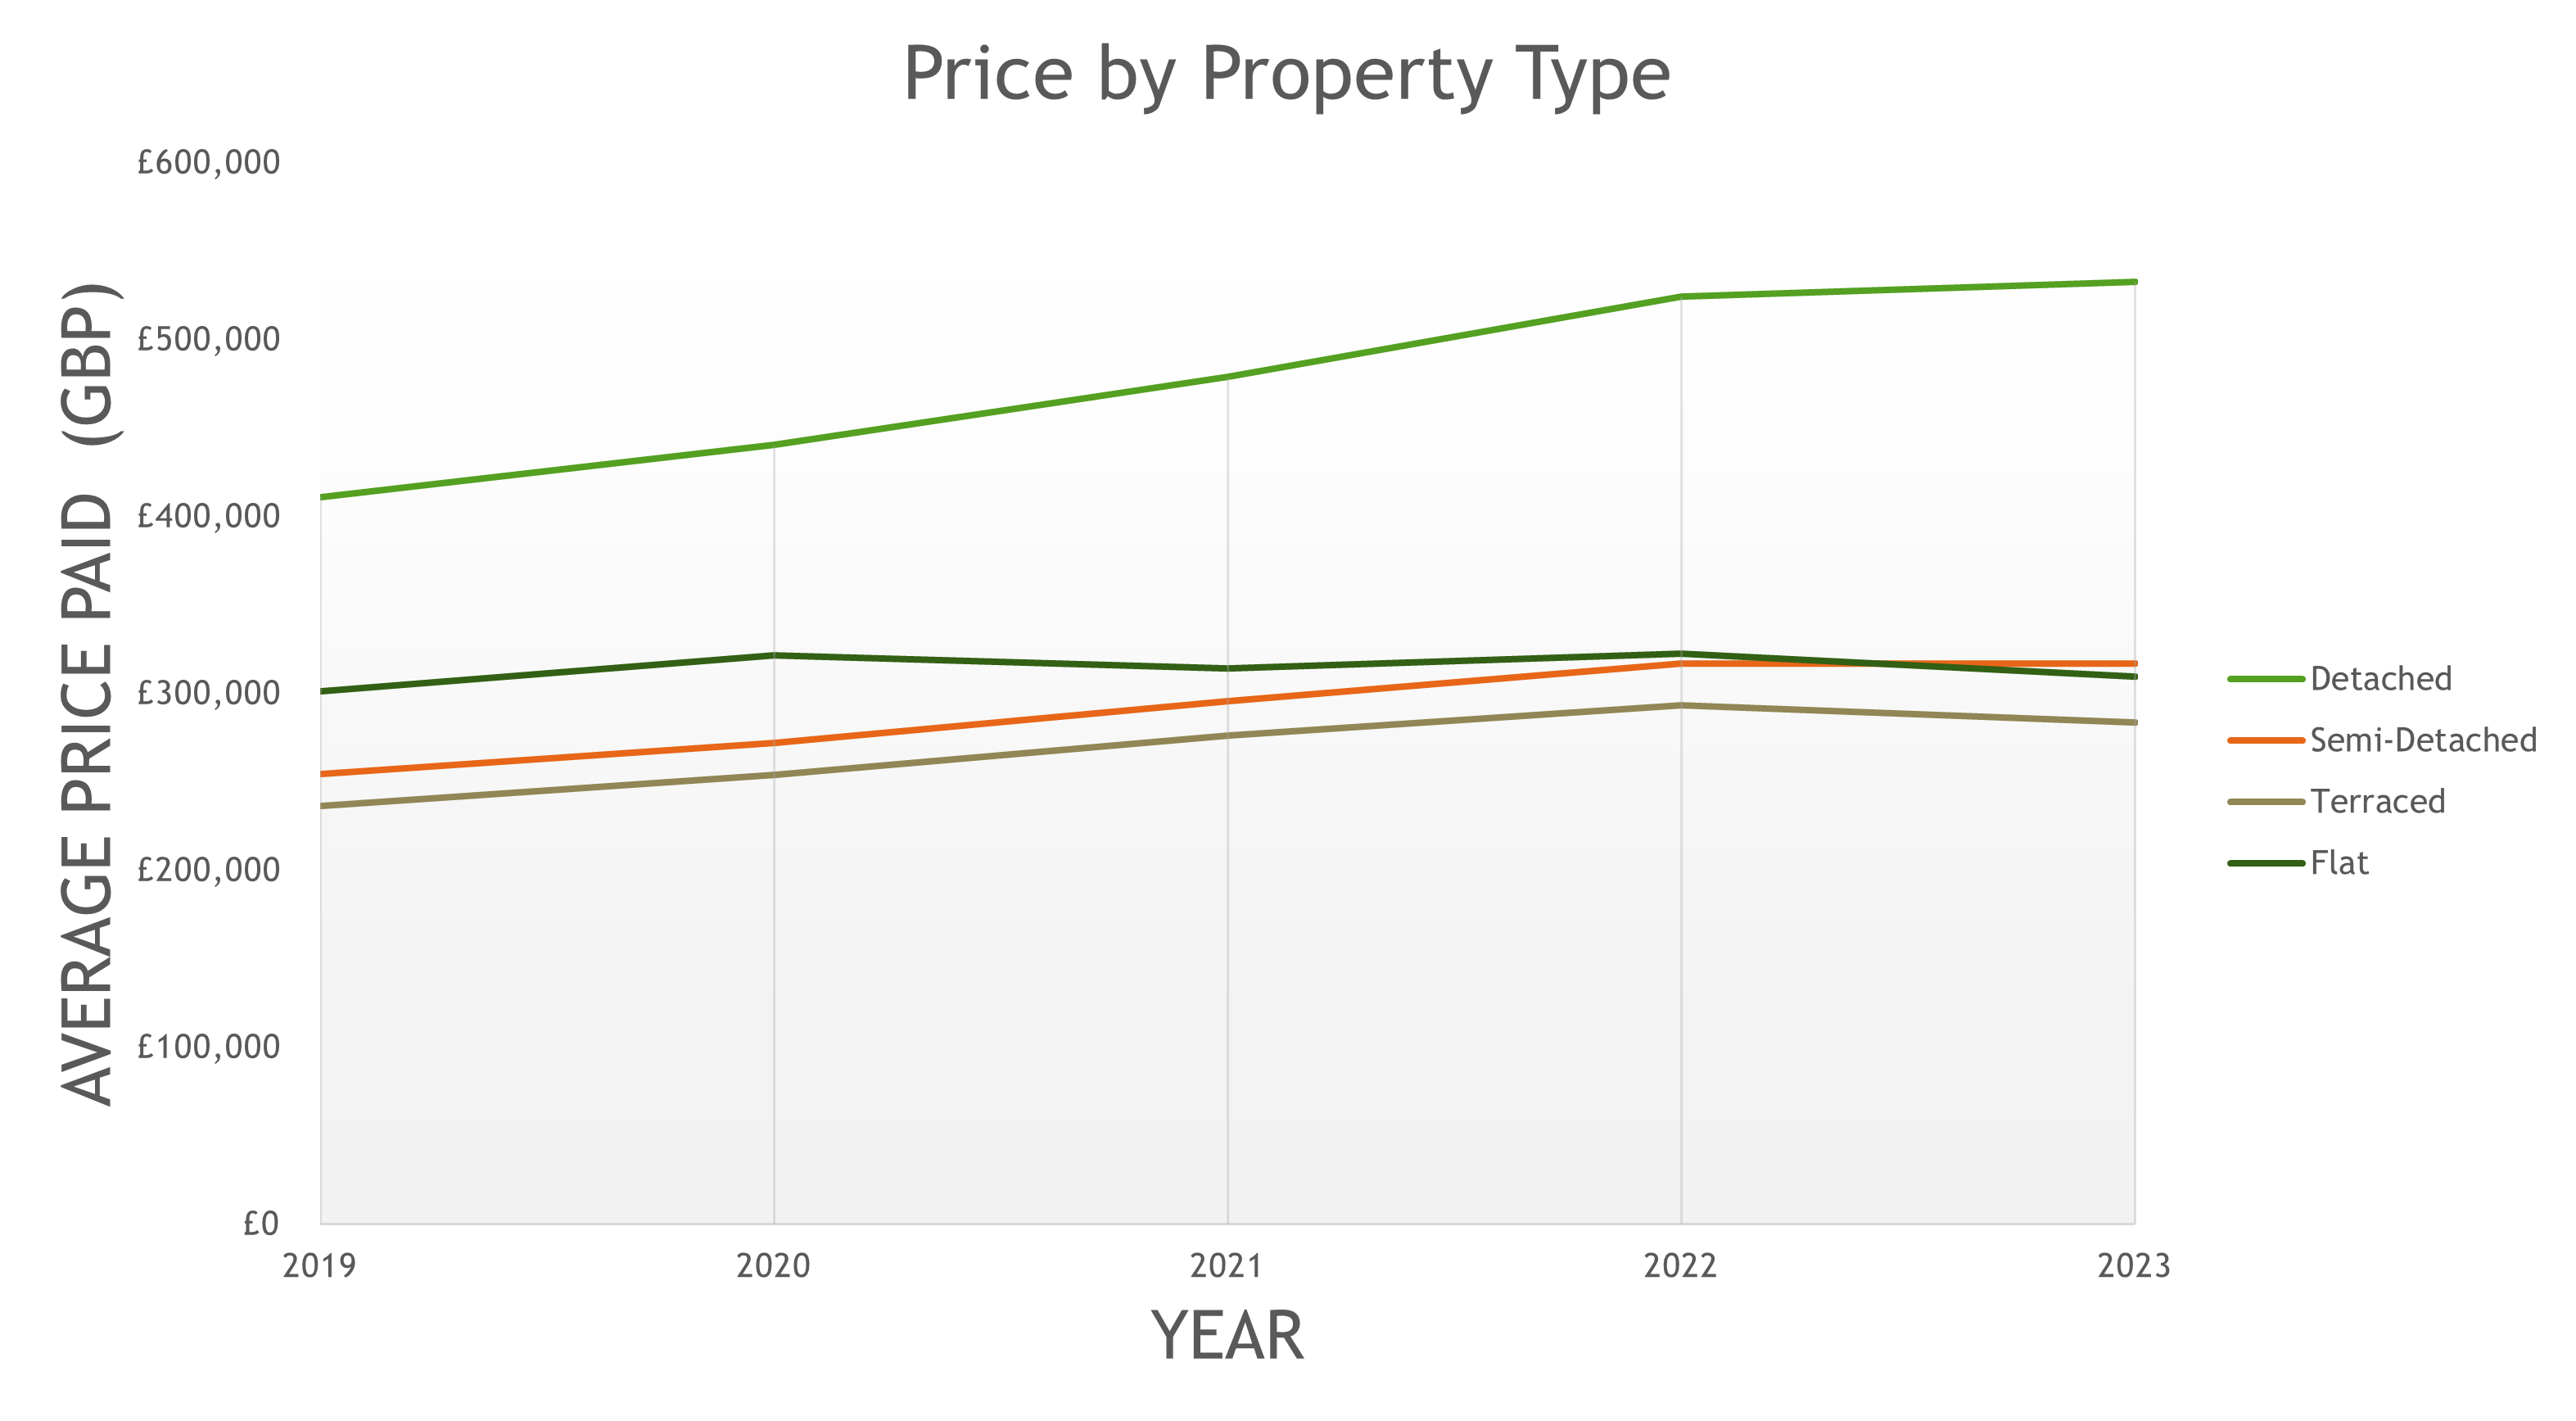 Price by Property Type
£600,000
£500,000
£400,000
£300,000
£200,000
£100,000
£0
AVERAGE PRICE PAID (GBP)
2019 2020 2021 2022 2023
YEAR
Detached
Semi-Detached
Terraced
Flat